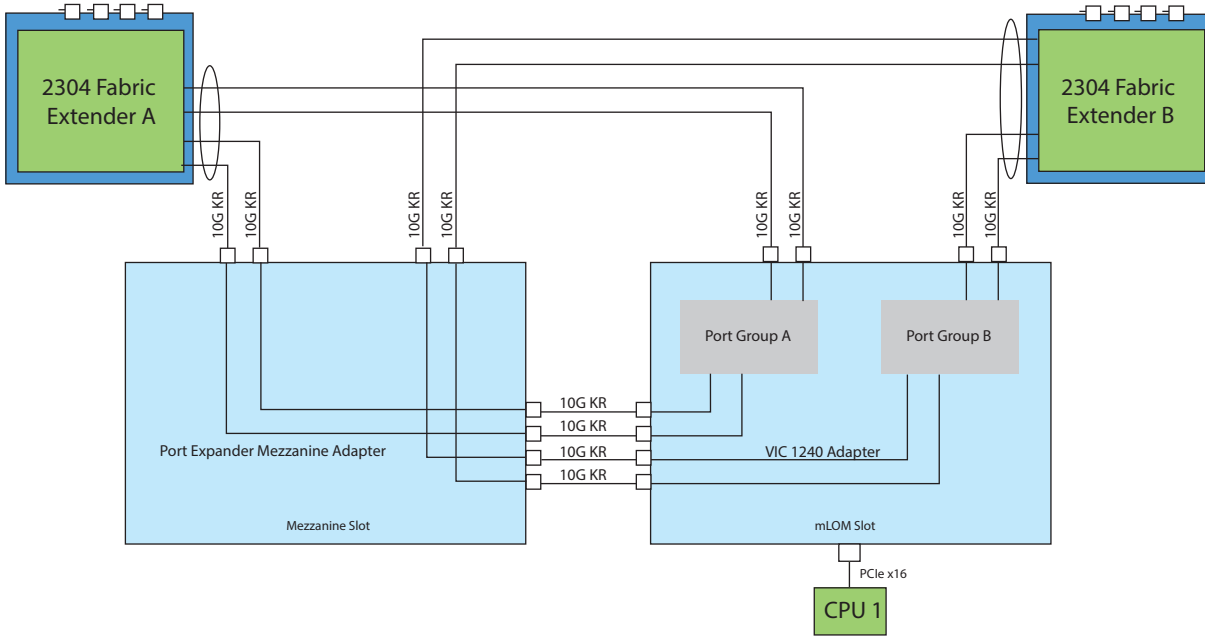 2304 Fabric
Extender A
2304 Fabric
Extender B
10G KR
10G KR
10G KR
10G KR
10G KR
10G KR
10G KR
10G KR
Port Group A
Port Group B
10G KR
10G KR
10G KR
10G KR
Port Expander Mezzanine Adapter
VIC 1240 Adapter
Mezzanine Slot
mLOM Slot
PCIe x16
CPU 1